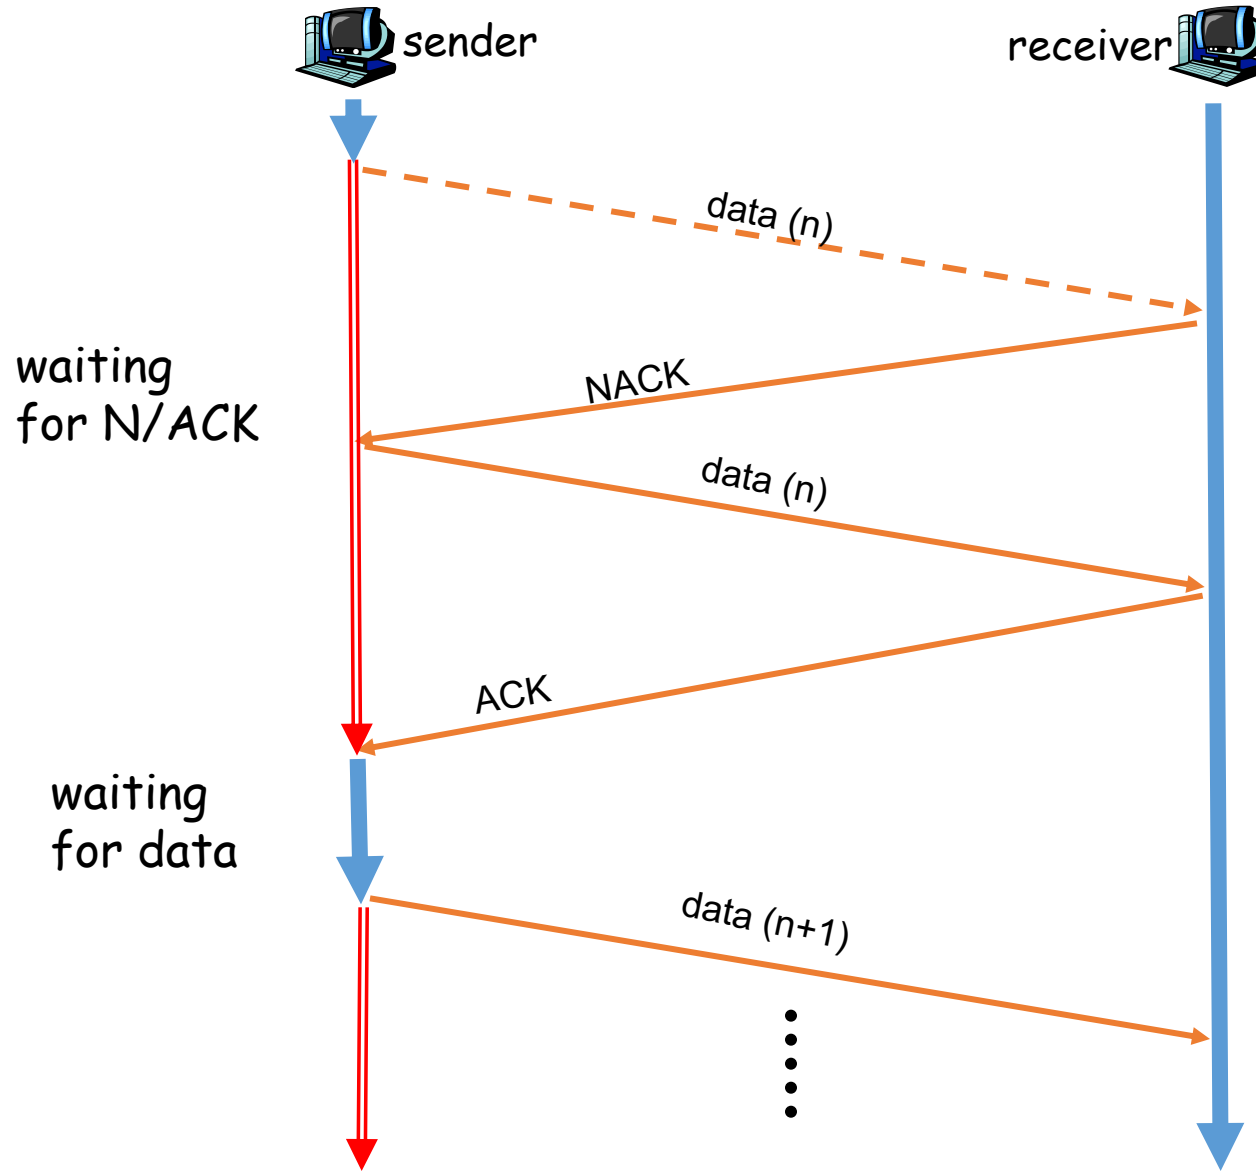 sender
receiver
data (n)
waiting
for N/ACK
NACK
data (n)
ACK
waiting
for data
data (n+1)